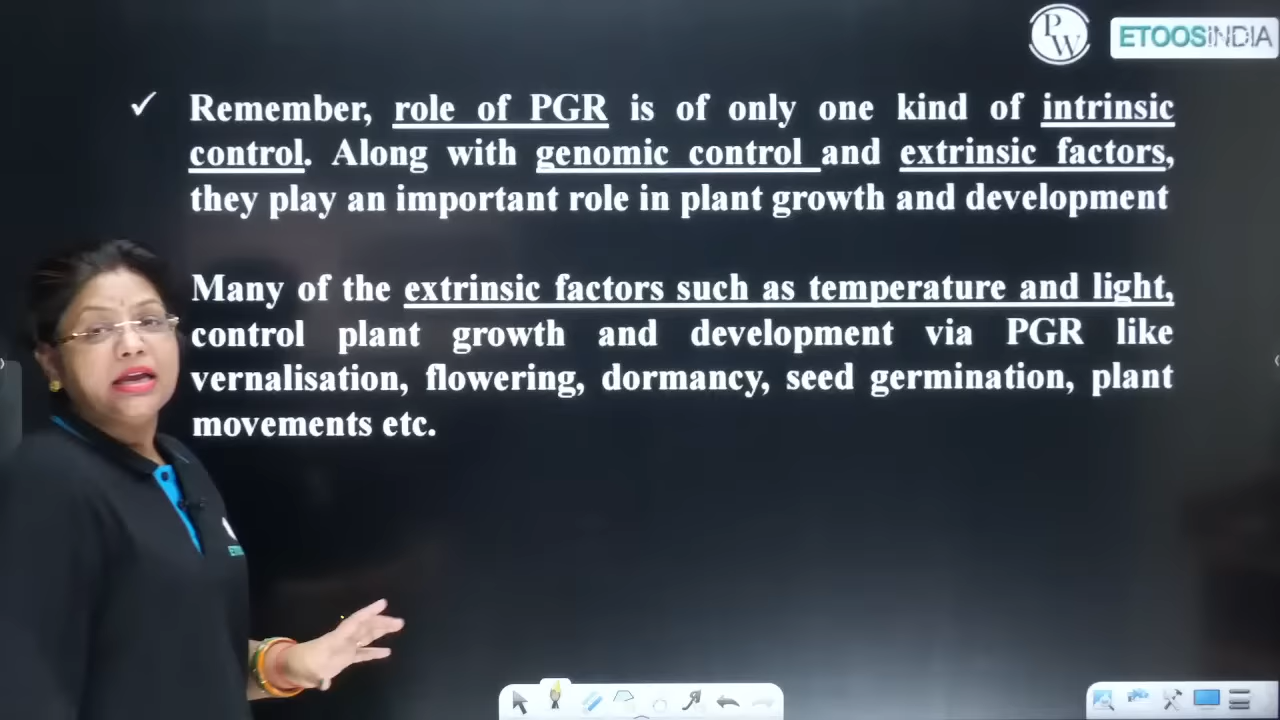 PW
ETOOSINDIA
✓ Remember, role of PGR is of only one kind of intrinsic
control. Along with genomic control and extrinsic factors,
they play an important role in plant growth and development
Many of the extrinsic factors such as temperature and light,
control plant growth and development via PGR like
vernalisation, flowering, dormancy, seed germination, plant
movements etc.